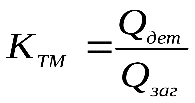 K_ТМ = Q_дет / Q_заг